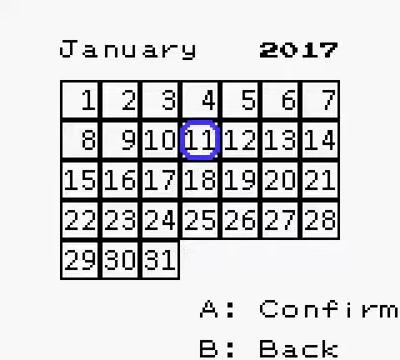 January 2017
1 2 3 4 5 6 7
8 9 10 11 12 13 14
15 16 17 18 19 20 21
22 23 24 25 26 27 28
29 30 31
A: Confirm
B: Back